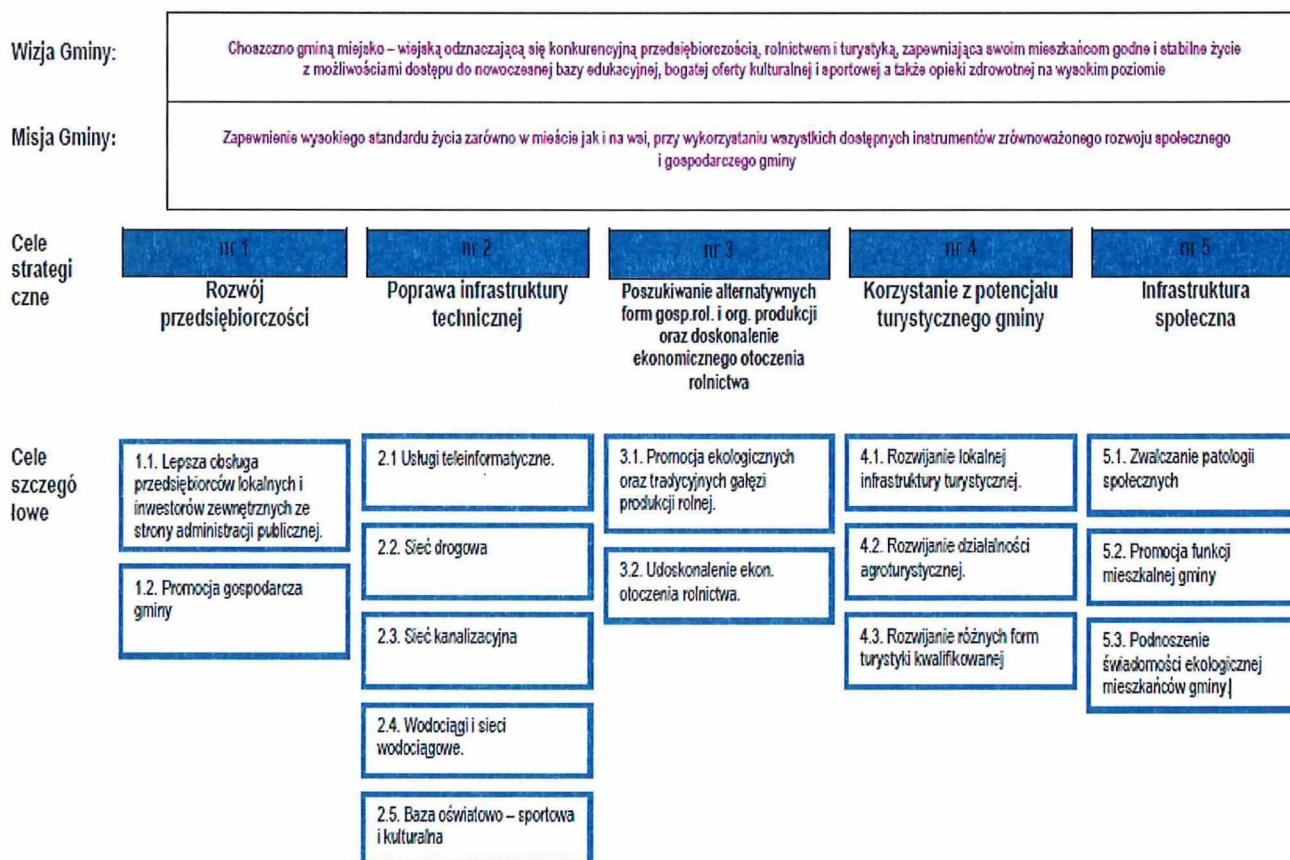 Wizja Gminy:
Choszczno gminą miejsko – wiejską odznaczającą się konkurencyjną przedsiębiorczością, rolnictwem i turystyką, zapewniająca swoim mieszkańcom godne i stabilne życie
z możliwościami dostępu do nowoczesnej bazy edukacyjnej, bogatej oferty kulturalnej i sportowej a także opieki zdrowotnej na wysokim poziomie
Misja Gminy:
Zapewnienie wysokiego standardu życia zarówno w mieście jak i na wsi, przy wykorzystaniu wszystkich dostępnych instrumentów zrównoważonego rozwoju społecznego
i gospodarczego gminy
Cele
strategi
czne
nr 1
Rozwój
przedsiębiorczości
nr 2
Poprawa infrastruktury
technicznej
nr 3
Poszukiwanie alternatywnych
form gosp.rol. i org. produkcji
oraz doskonalenie
ekonomicznego otoczenia
rolnictwa
nr 4
Korzystanie z potencjału
turystycznego gminy
nr 5
Infrastruktura
społeczna
Cele
szczegó
łowe
1.1. Lepsza obsługa
przedsiębiorców lokalnych i
inwestorów zewnętrznych ze
strony administracji publicznej.
1.2. Promocja gospodarcza
gminy
2.1 Usługi teleinformatyczne.
2.2. Sieć drogowa
2.3. Sieć kanalizacyjna
2.4. Wodociągi i sieci
wodociągowe.
2.5. Baza oświatowo – sportowa
i kulturalna
3.1. Promocja ekologicznych
oraz tradycyjnych gałęzi
produkcji rolnej.
3.2. Udoskonalenie ekon.
otoczenia rolnictwa.
4.1. Rozwijanie lokalnej
infrastruktury turystycznej.
4.2. Rozwijanie działalności
agroturystycznej.
4.3. Rozwijanie różnych form
turystyki kwalifikowanej
5.1. Zwalczanie patologii
społecznych
5.2. Promocja funkcji
mieszkalnej gminy
5.3. Podnoszenie
świadomości ekologicznej
mieszkańców gminy.